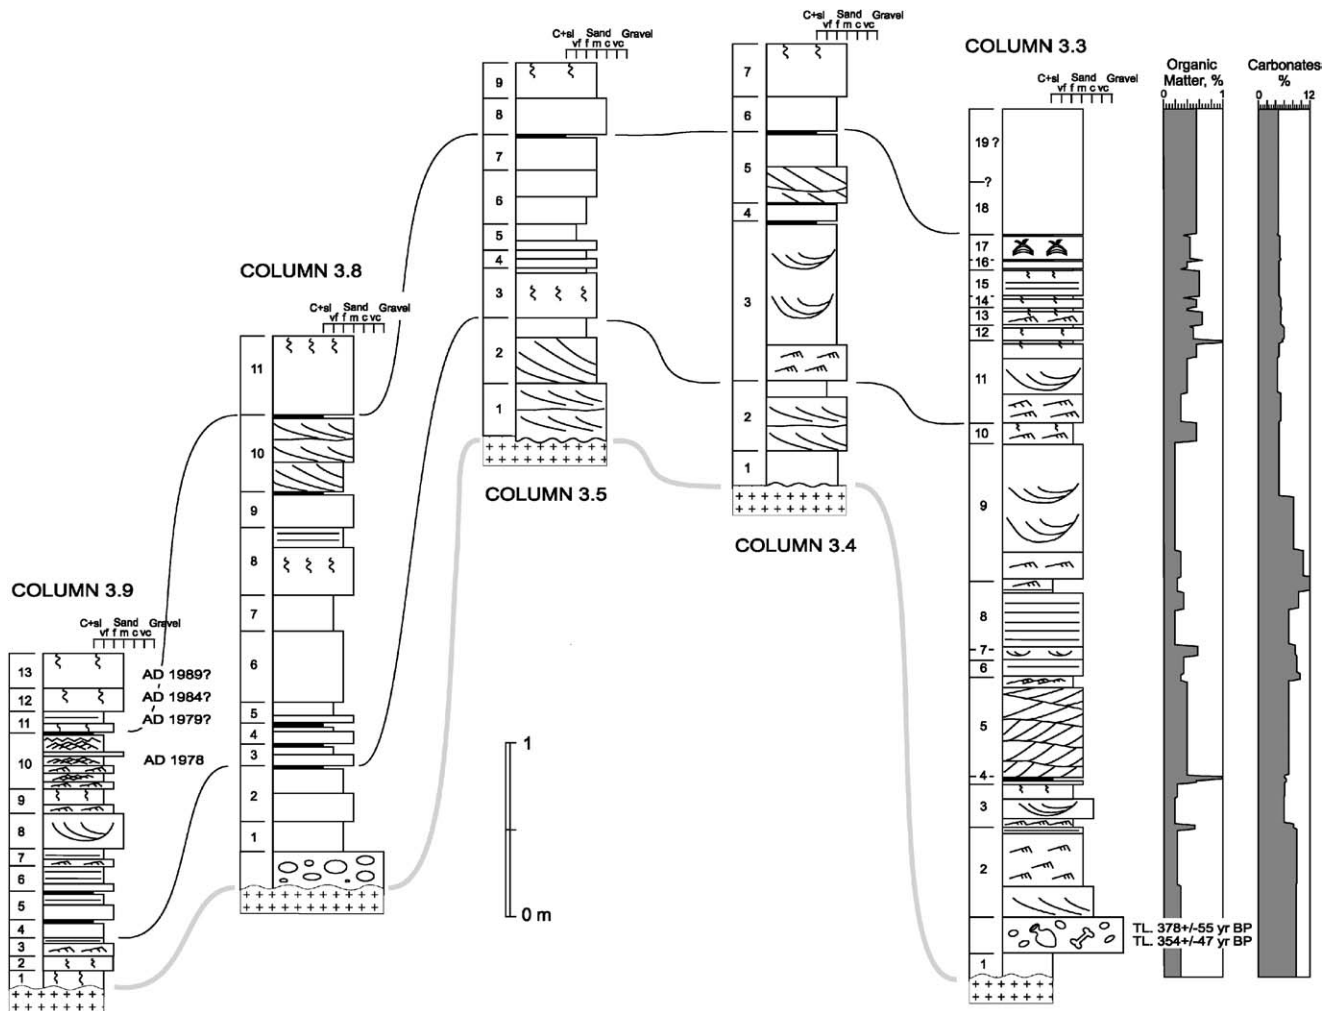 COLUMN 3.9
C+sl Sand Gravel
vf f m c vc
13
12
11
10
9
8
7
6
5
4
3
2
1
AD 1989?
AD 1984?
AD 1979?
AD 1978
COLUMN 3.8
C+sl Sand Gravel
vf f m c vc
11
10
9
8
7
6
5
4
3
2
1
C+sl Sand Gravel
vf f m c vc
9
8
7
6
5
4
3
2
1
COLUMN 3.5
1
0 m
C+sl Sand Gravel
vf f m c vc
7
6
5
4
3
2
1
COLUMN 3.4
COLUMN 3.3
C+sl Sand Gravel
vf f m c vc
19 ?
?
18
17
16
15
14
13
12
11
10
9
8
7
6
5
4
3
2
1
TL. 378+/-55 yr BP
TL. 354+/-47 yr BP
Organic
Matter, %
0 1
Carbonates
%
0 12